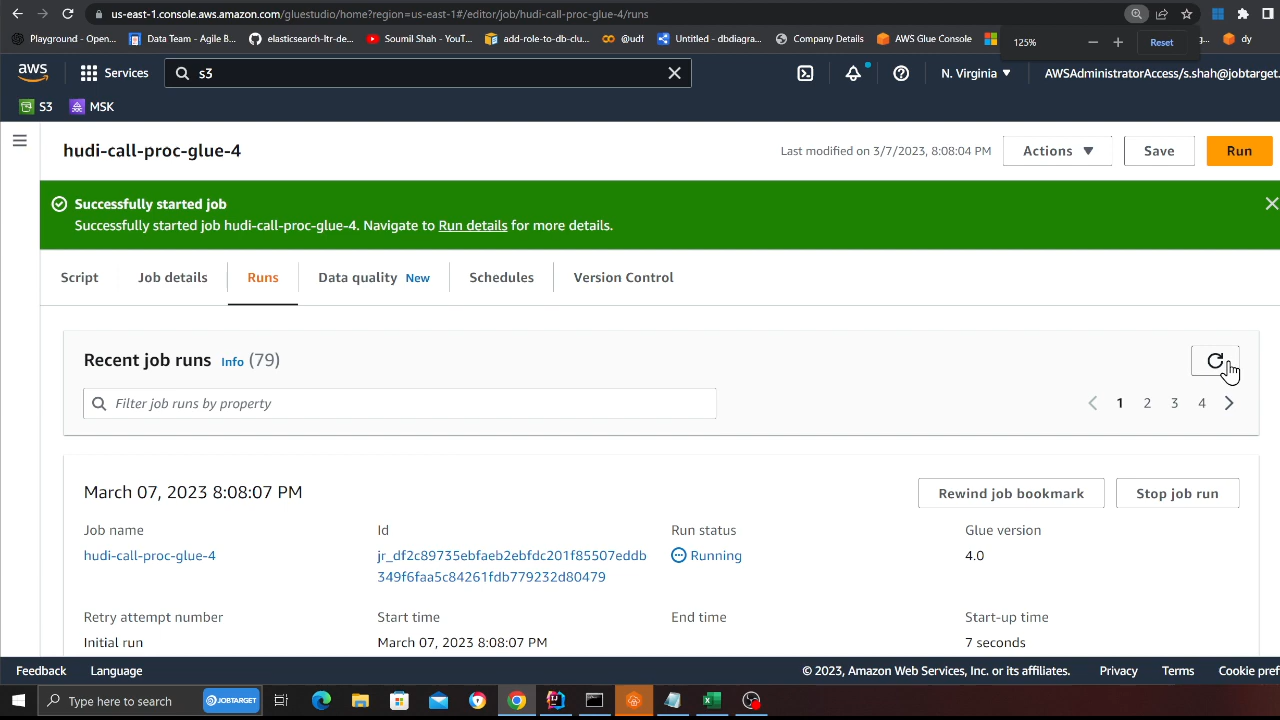 us-east-1.console.aws.amazon.com/gluestudio/home?region=us-east-1#/editor/job/hudi-call-proc-glue-4/runs
Playground - Open...
Data Team - Agile B...
elasticsearch-ltr-de...
Soumil Shah - YouT...
add-role-to-db-clu...
@udf
Untitled - dbdiagra...
Company Details
AWS Glue Console
dy
125%
Reset
aws
Services
s3
N. Virginia
AWSAdministratorAccess/s.shah@jobtarget.
S3
MSK
hudi-call-proc-glue-4
Last modified on 3/7/2023, 8:08:04 PM
Actions
Save
Run
Successfully started job
Successfully started job hudi-call-proc-glue-4. Navigate to Run details for more details.
Script
Job details
Runs
Data quality New
Schedules
Version Control
Recent job runs Info (79)
Filter job runs by property
1 2 3 4
March 07, 2023 8:08:07 PM
Rewind job bookmark
Stop job run
Job name
Id
Run status
Glue version
hudi-call-proc-glue-4
jr_df2c89735ebfaeb2ebfdc201f85507eddb
349f6faa5c84261fdb779232d80479
Running
4.0
Retry attempt number
Start time
End time
Start-up time
Initial run
March 07, 2023 8:08:07 PM
7 seconds
Feedback
Language
© 2023, Amazon Web Services, Inc. or its affiliates.
Privacy
Terms
Cookie pref
Type here to search
JOBTARGET